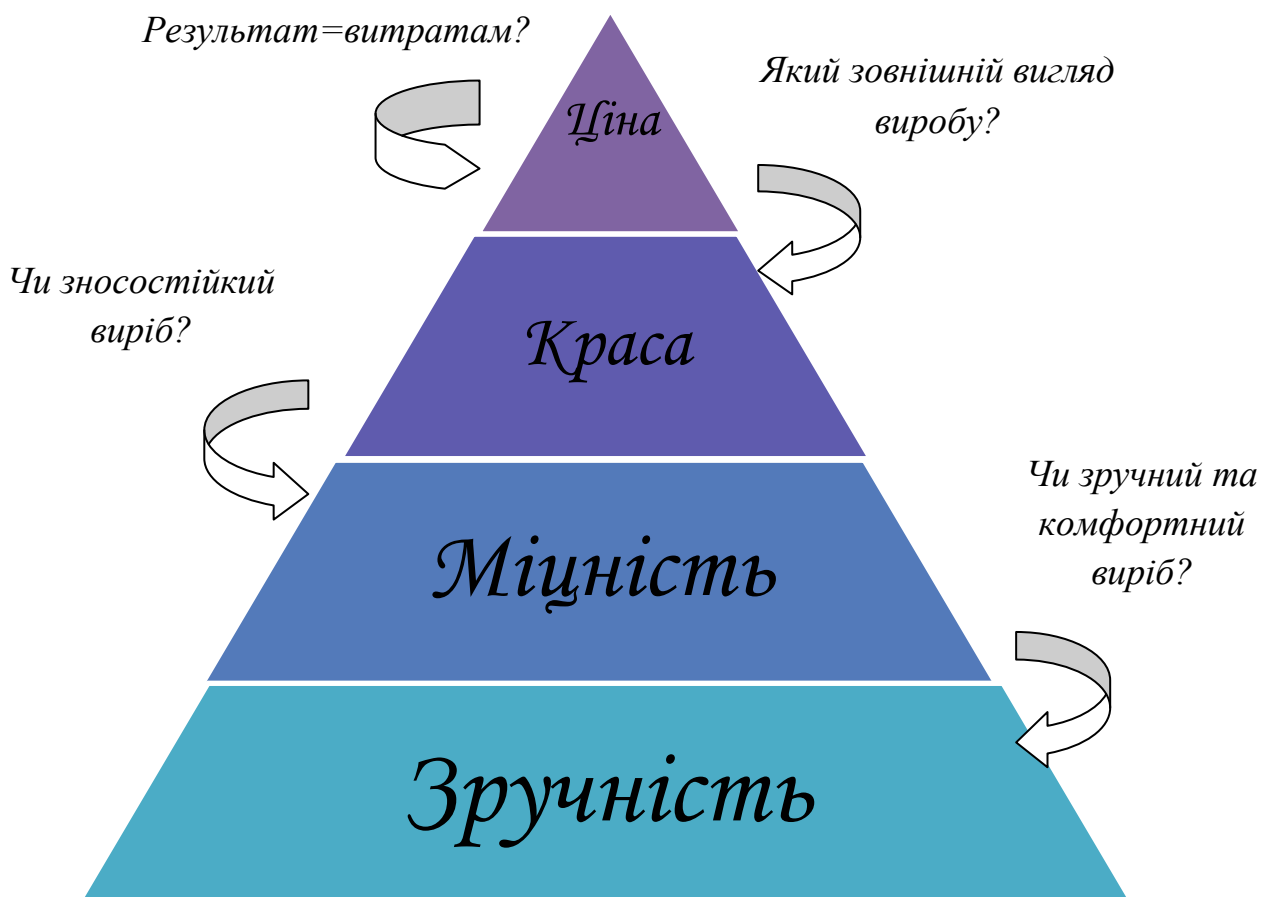 Результат=витратам?
Який зовнішній вигляд
виробу?
Ціна
Чи зносостійкий
виріб?
Краса
Чи зручний та
комфортний
виріб?
Міцність
Зручність